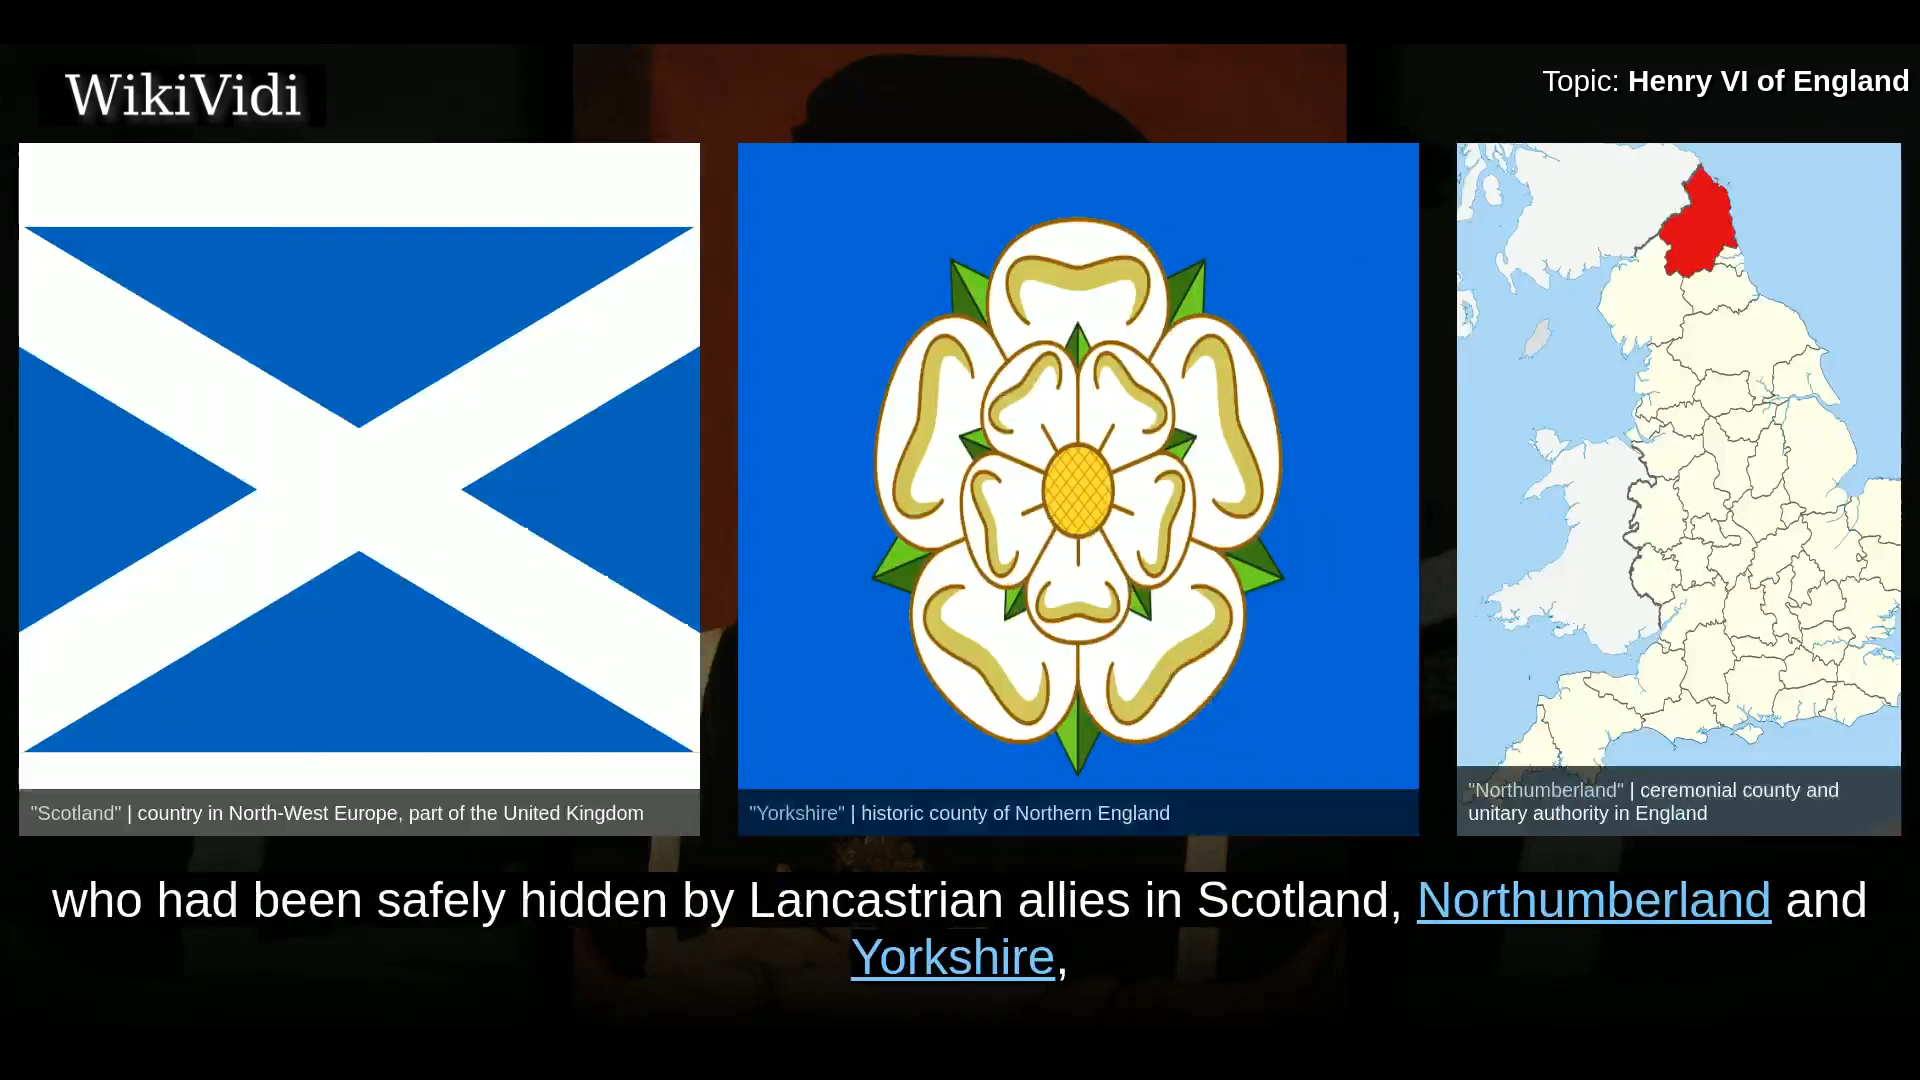 WikiVidi
Topic: Henry VI of England
"Scotland" | country in North-West Europe, part of the United Kingdom
"Yorkshire" | historic county of Northern England
"Northumberland" | ceremonial county and
unitary authority in England
who had been safely hidden by Lancastrian allies in Scotland, Northumberland and
Yorkshire,